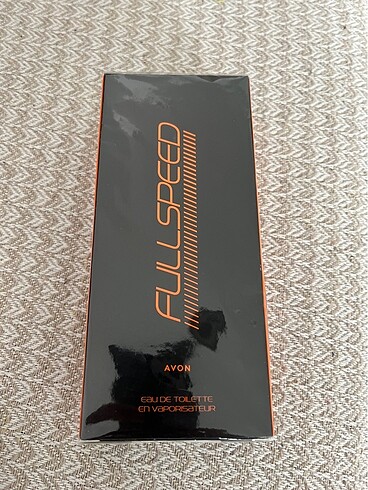 FULLSPEED
AVON
EAU DE TOILETTE
EN VAPORISATEUR